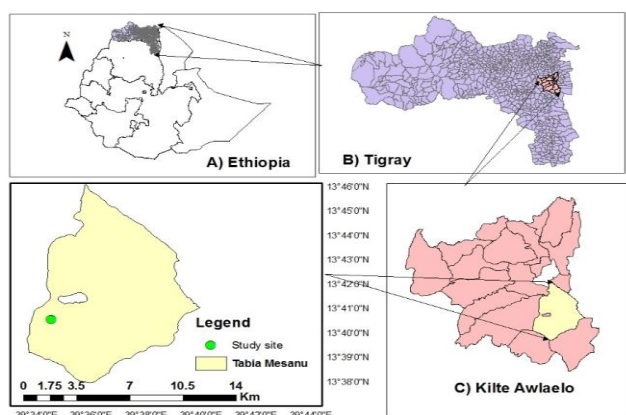 N
A) Ethiopia
B) Tigray
13°46'0"N
13°45'0"N
13°44'0"N
13°43'0"N
13°42'0"N
13°41'0"N
13°40'0"N
13°39'0"N
13°38'0"N
Legend
Study site
Tabia Mesanu
0 1.75 3.5 7 10.5 14
Km
C) Kilte Awlaelo